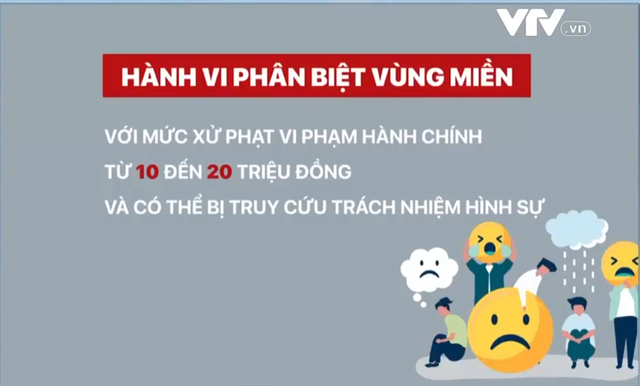 VTV.vn
HÀNH VI PHÂN BIỆT VÙNG MIỀN
VỚI MỨC XỬ PHẠT VI PHẠM HÀNH CHÍNH
TỪ 10 ĐẾN 20 TRIỆU ĐỒNG
VÀ CÓ THỂ BỊ TRUY CỨU TRÁCH NHIỆM HÌNH SỰ